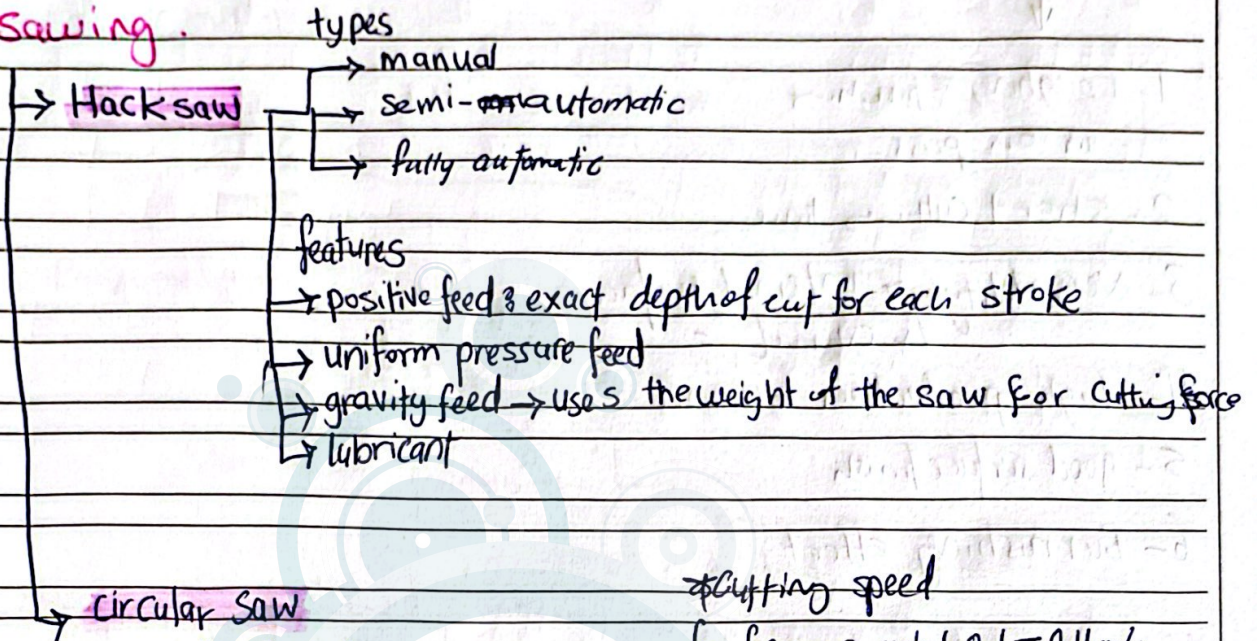 sawing.
types
manual
Hacksaw
semi-automatic
fully automatic
features
positive feed & exact depth of cut for each stroke
uniform pressure feed
gravity feed → uses the weight of the saw for cutting force
lubricant
*cutting speed
circular saw